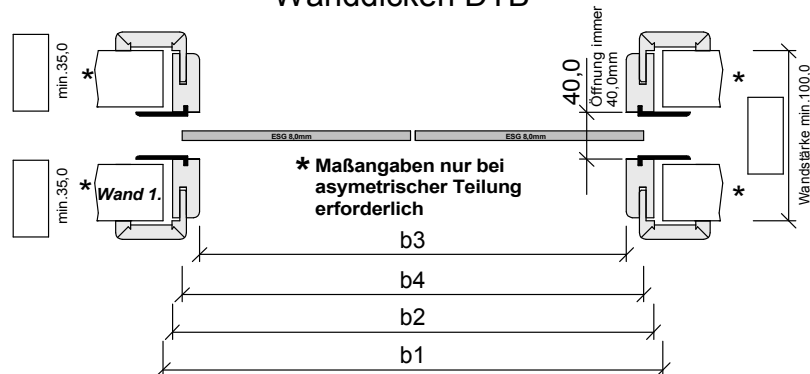 Wanddicken DTB
min.35,0
*
40,0
Öffnung immer
40,0mm
*
Wandstärke min.100,0
ESG 8,0mm
ESG 8,0mm
* Maßangaben nur bei
asymetrischer Teilung
erforderlich
min.35,0
*
Wand 1.
*
b3
b4
b2
b1